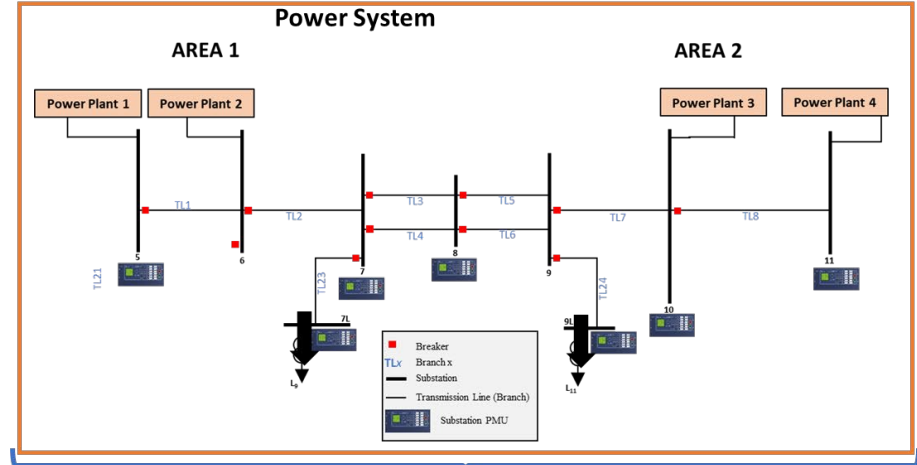 Power System
AREA 1
AREA 2
Power Plant 1
Power Plant 2
Power Plant 3
Power Plant 4
TL1
TL2
TL3
TL5
TL4
TL6
TL7
TL8
5
6
7
8
9
10
11
TL21
TL23
TL24
7L
9L
L9
L11
Breaker
TLx
Branch x
Substation
Transmission Line (Branch)
Substation PMU